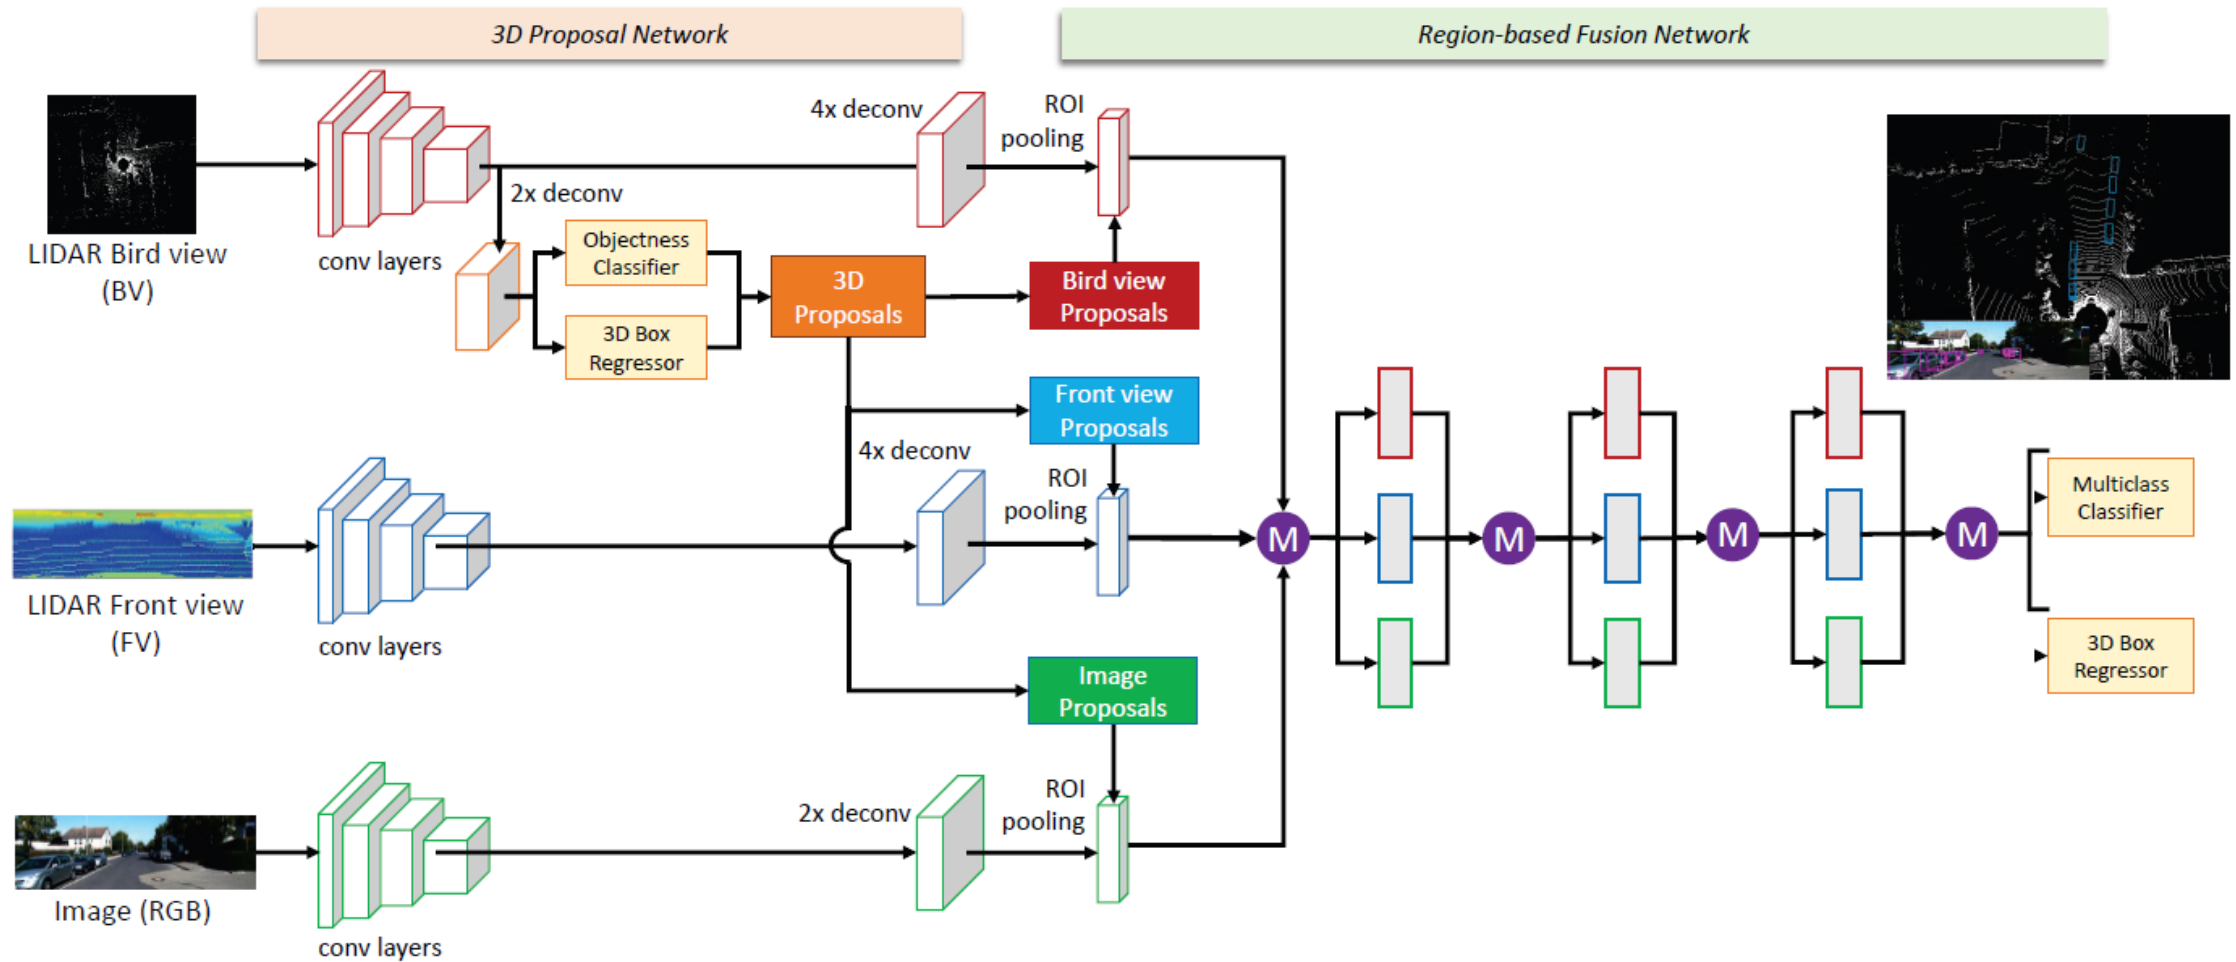 3D Proposal Network
Region-based Fusion Network
4x deconv
ROI
pooling
2x deconv
LIDAR Bird view
(BV)
conv layers
Objectness
Classifier
3D
Proposals
Bird view
Proposals
3D Box
Regressor
Front view
Proposals
4x deconv
ROI
pooling
LIDAR Front view
(FV)
conv layers
M
M
M
M
Multiclass
Classifier
3D Box
Regressor
Image
Proposals
2x deconv
ROI
pooling
Image (RGB)
conv layers